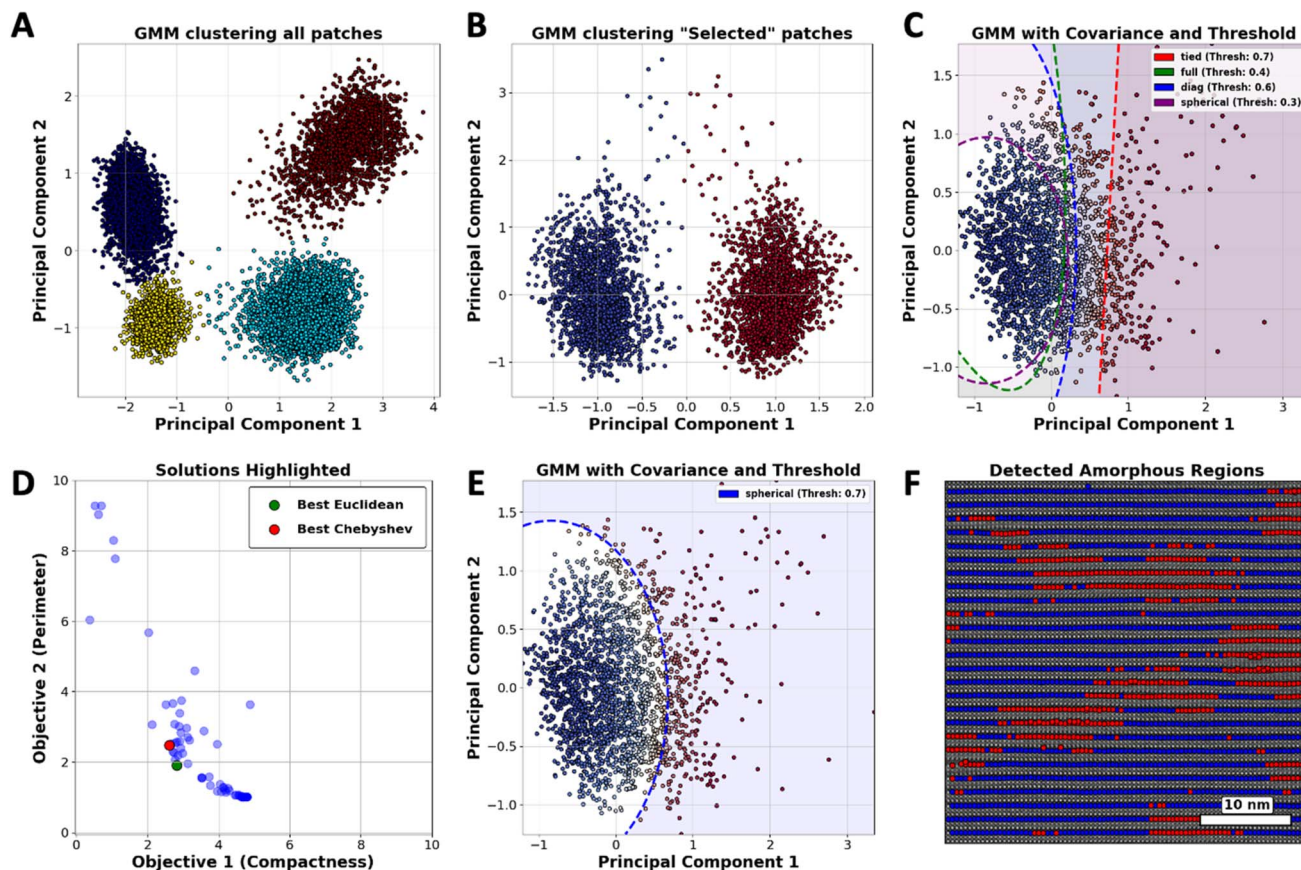 A
GMM clustering all patches
Principal Component 2
2
1
0
−1
−2
−1
0
1
2
3
4
Principal Component 1
B
GMM clustering "Selected" patches
Principal Component 2
3
2
1
0
−1
−1.5
−1.0
−0.5
0.0
0.5
1.0
1.5
2.0
Principal Component 1
C
GMM with Covariance and Threshold
tied (Thresh: 0.7)
full (Thresh: 0.4)
diag (Thresh: 0.6)
spherical (Thresh: 0.3)
Principal Component 2
1.5
1.0
0.5
0.0
−0.5
−1.0
−1
0
1
2
3
Principal Component 1
D
Solutions Highlighted
Best Euclidean
Best Chebyshev
Objective 2 (Perimeter)
10
8
6
4
2
0
0
2
4
6
8
10
Objective 1 (Compactness)
E
GMM with Covariance and Threshold
spherical (Thresh: 0.7)
Principal Component 2
1.5
1.0
0.5
0.0
−0.5
−1.0
−1
0
1
2
3
Principal Component 1
F
Detected Amorphous Regions
10 nm